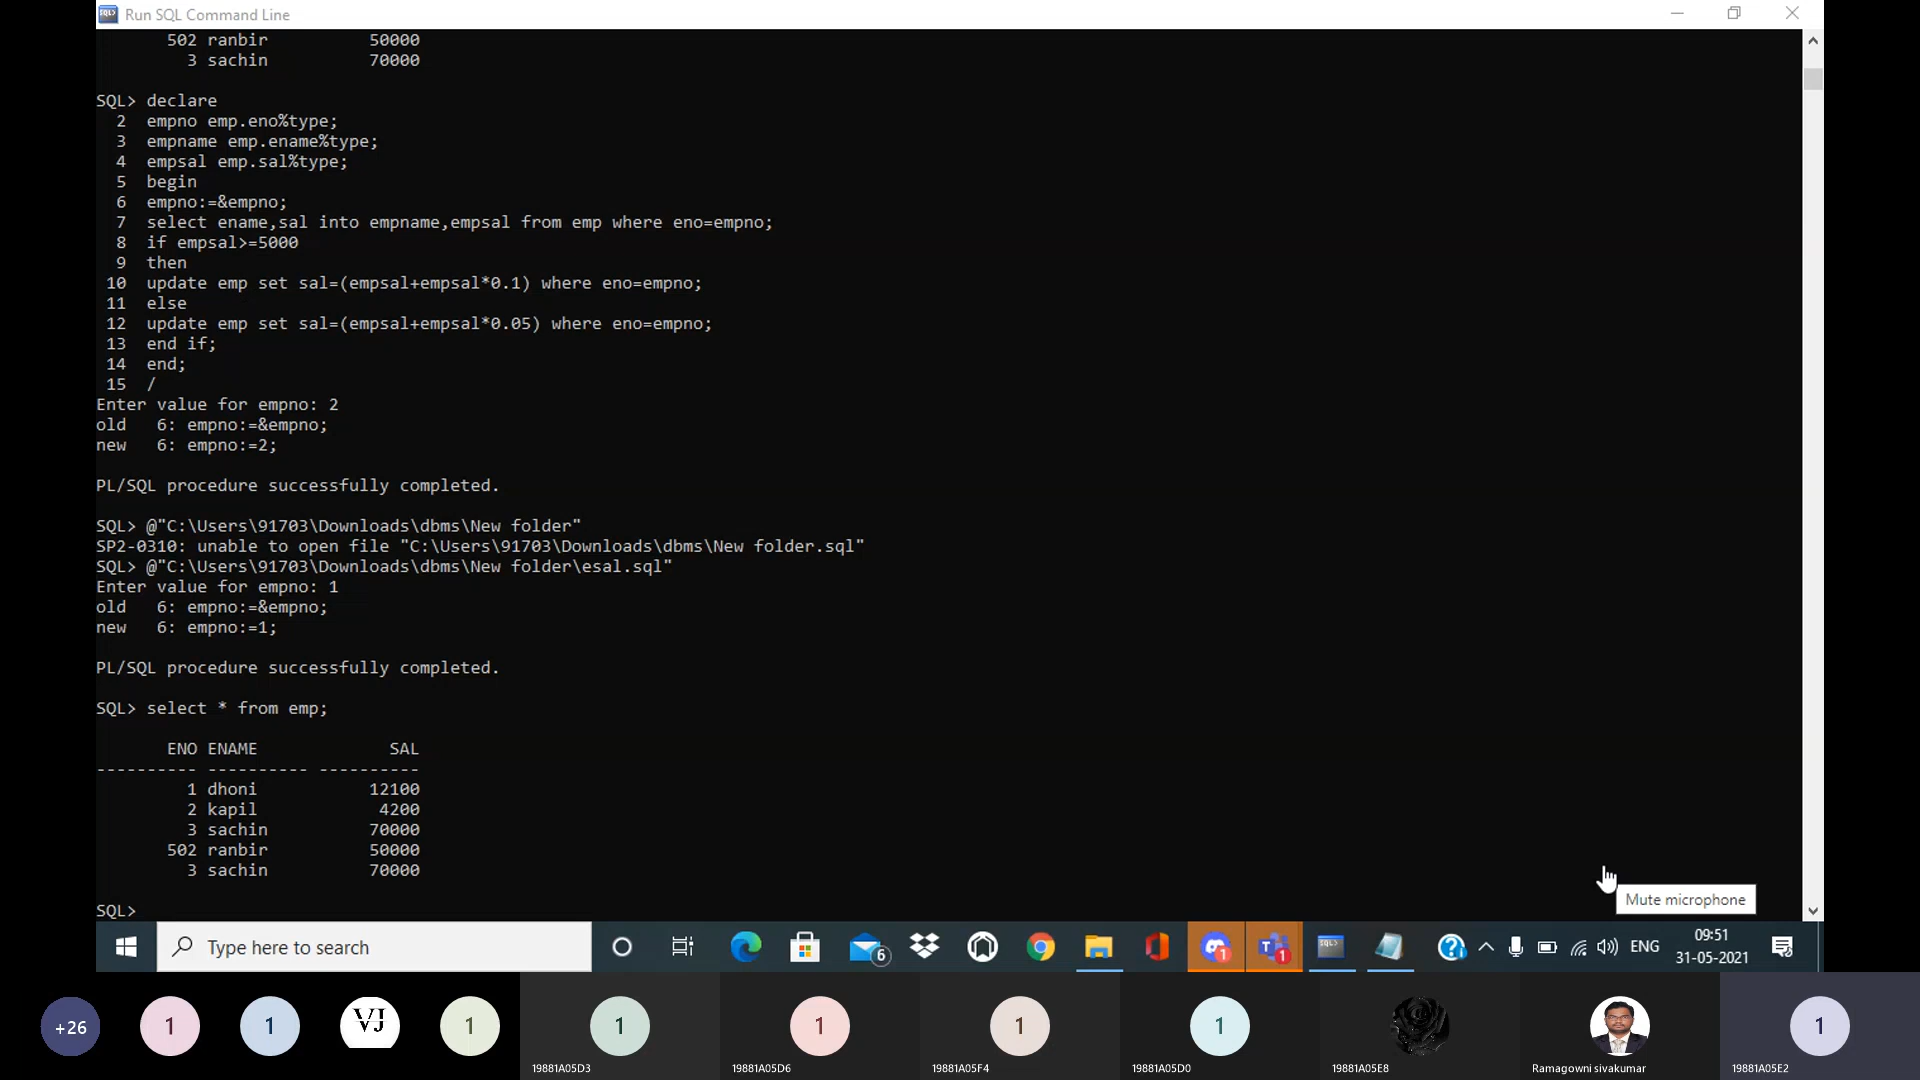 Run SQL Command Line
502 ranbir 50000
3 sachin 70000
SQL> declare
2 empno emp.eno%type;
3 empname emp.ename%type;
4 empsal emp.sal%type;
5 begin
6 empno:=&empno;
7 select ename,sal into empname,empsal from emp where eno=empno;
8 if empsal>=5000
9 then
10 update emp set sal=(empsal+empsal*0.1) where eno=empno;
11 else
12 update emp set sal=(empsal+empsal*0.05) where eno=empno;
13 end if;
14 end;
15 /
Enter value for empno: 2
old 6: empno:=&empno;
new 6: empno:=2;
PL/SQL procedure successfully completed.
SQL> @"C:\Users\91703\Downloads\dbms\New folder"
SP2-0310: unable to open file "C:\Users\91703\Downloads\dbms\New folder.sql"
SQL> @"C:\Users\91703\Downloads\dbms\New folder\esal.sql"
Enter value for empno: 1
old 6: empno:=&empno;
new 6: empno:=1;
PL/SQL procedure successfully completed.
SQL> select * from emp;
ENO ENAME SAL
---------- ---------- ----------
1 dhoni 12100
2 kapil 4200
3 sachin 70000
502 ranbir 50000
3 sachin 70000
SQL>
Mute microphone
Type here to search
6
1
1
SQL>
ENG
09:51
31-05-2021
+26
1
1
VJ
1
1
1
1
1
1
19881A05D3
19881A05D6
19881A05F4
19881A05D0
19881A05E8
Ramagowni sivakumar
19881A05E2